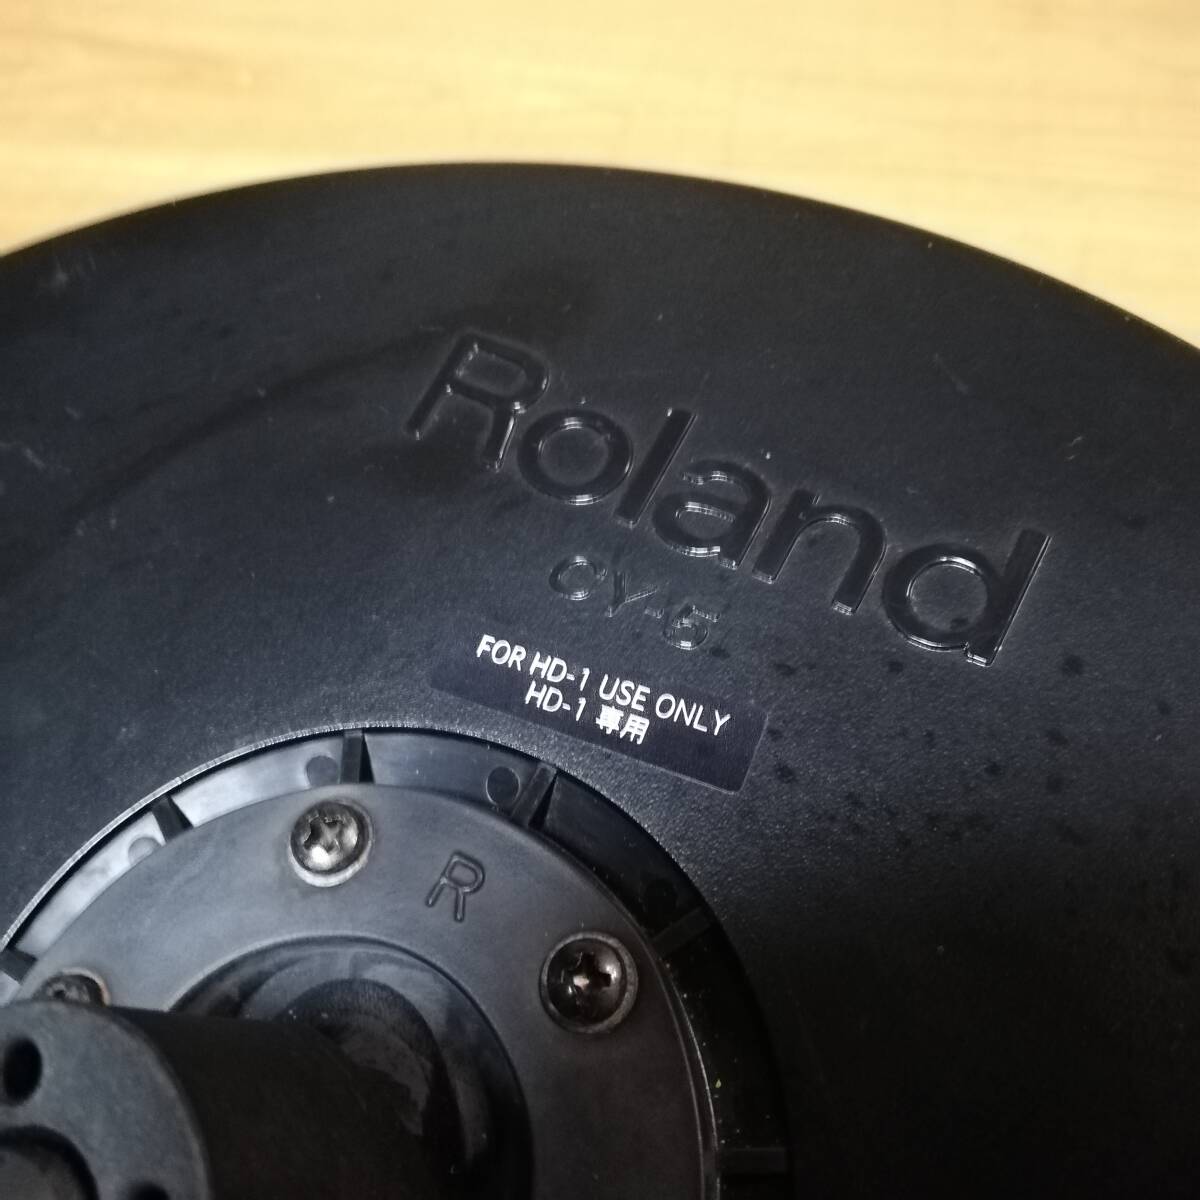 Roland
CY-5
FOR HD-1 USE ONLY
HD-1 専用
R